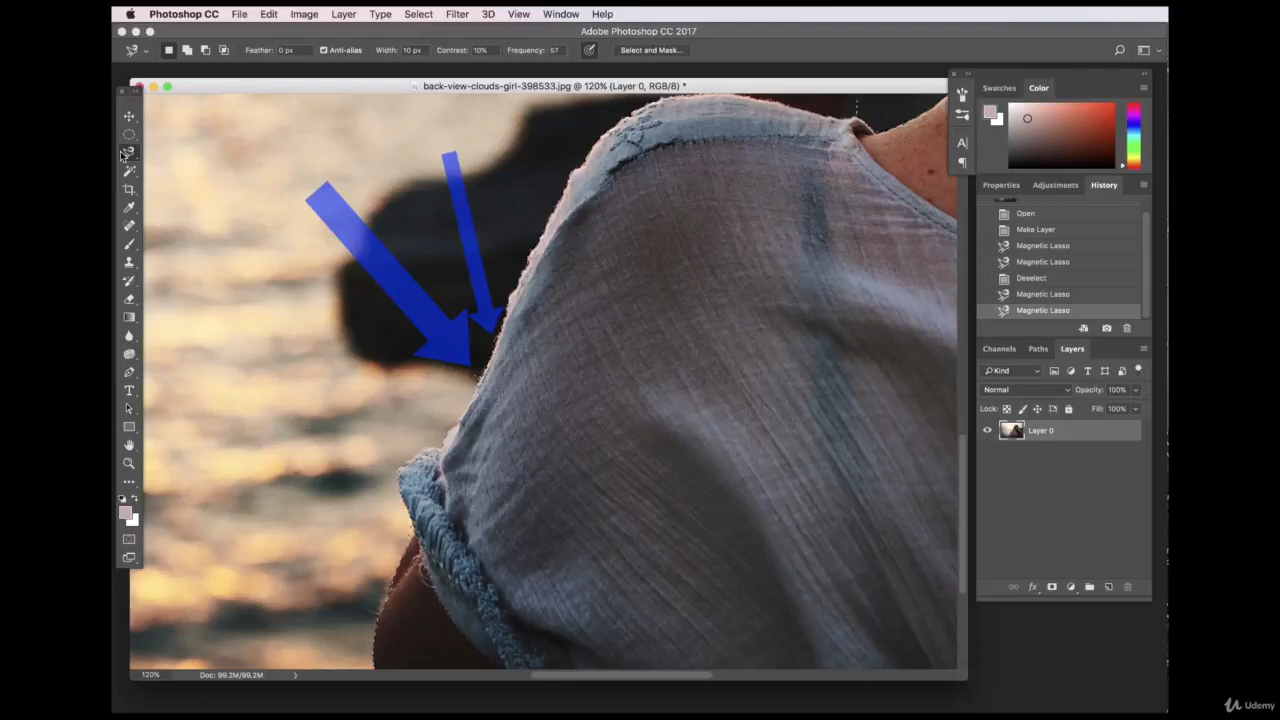 Photoshop CC File Edit Image Layer Type Select Filter 3D View Window Help
Adobe Photoshop CC 2017
Feather: 0 px Anti-alias Width: 10 px Contrast: 10% Frequency: 57 Select and Mask...
back-view-clouds-girl-398533.jpg @ 120% (Layer 0, RGB/8) *
Swatches Color
Properties Adjustments History
Open
Make Layer
Magnetic Lasso
Magnetic Lasso
Deselect
Magnetic Lasso
Magnetic Lasso
Channels Paths Layers
Kind
Normal Opacity: 100%
Lock: Fill: 100%
Layer 0
fx
120% Doc: 99.2M/99.2M
Udemy